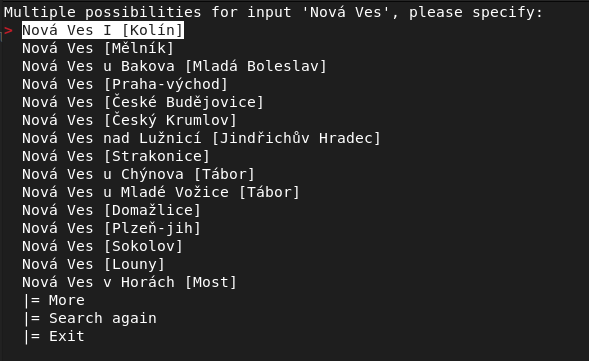 Multiple possibilities for input 'Nová Ves', please specify:
> Nová Ves I [Kolín]
Nová Ves [Mělník]
Nová Ves u Bakova [Mladá Boleslav]
Nová Ves [Praha-východ]
Nová Ves [České Budějovice]
Nová Ves [Český Krumlov]
Nová Ves nad Lužnicí [Jindřichův Hradec]
Nová Ves [Strakonice]
Nová Ves u Chýnova [Tábor]
Nová Ves u Mladé Vožice [Tábor]
Nová Ves [Domažlice]
Nová Ves [Plzeň-jih]
Nová Ves [Sokolov]
Nová Ves [Louny]
Nová Ves v Horách [Most]
|= More
|= Search again
|= Exit